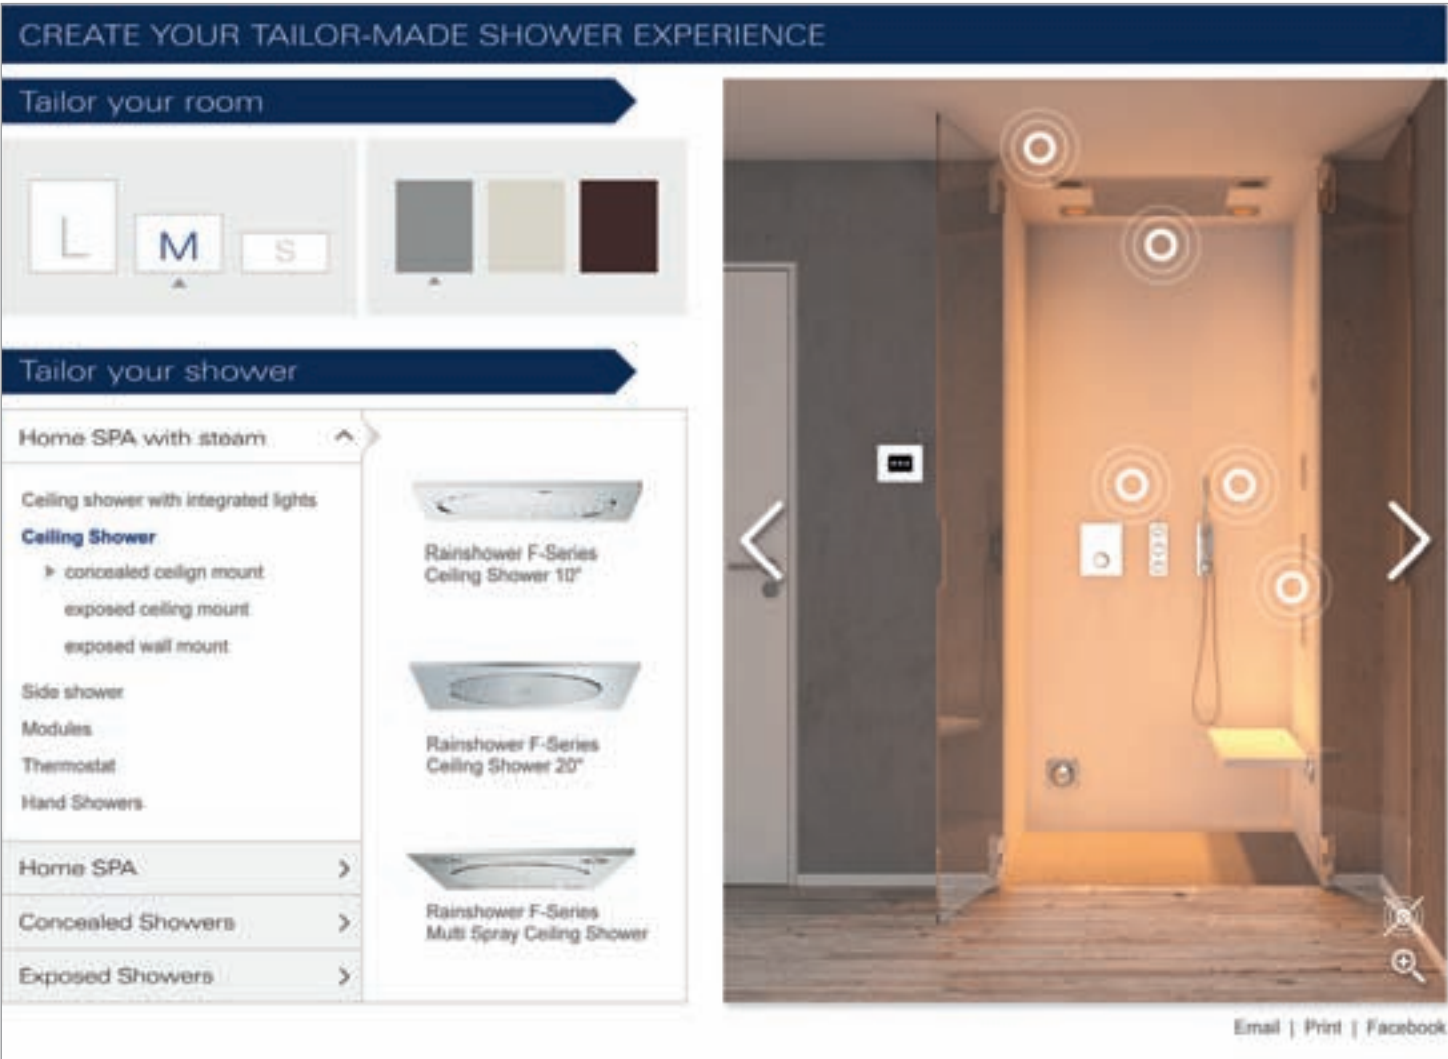 CREATE YOUR TAILOR-MADE SHOWER EXPERIENCE
Tailor your room
L
M
S
Tailor your shower
Home SPA with steam
Ceiling shower with integrated lights
Ceiling Shower
concealed ceilign mount
exposed ceiling mount
exposed wall mount
Side shower
Modules
Thermostat
Hand Showers
Home SPA
Concealed Showers
Exposed Showers
Rainshower F-Series
Ceiling Shower 10"
Rainshower F-Series
Ceiling Shower 20"
Rainshower F-Series
Multi Spray Ceiling Shower
Email | Print | Facebook